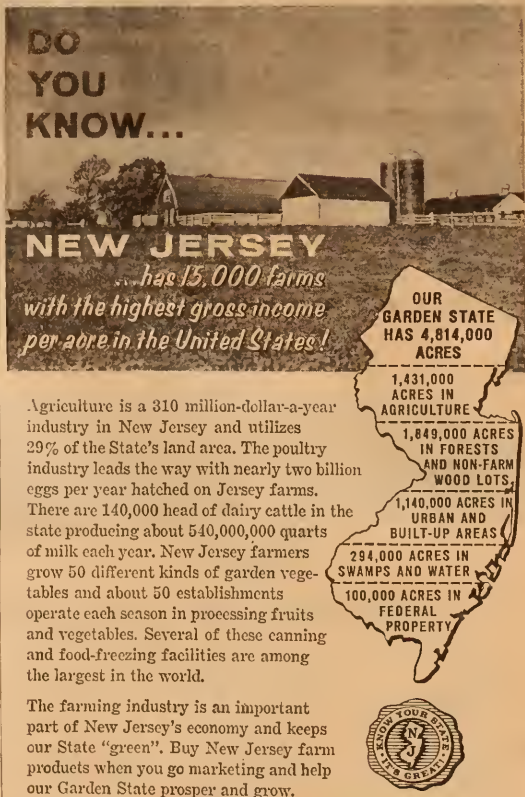 DO
YOU
KNOW...
NEW JERSEY
...has 15,000 farms
with the highest gross income
per acre in the United States!
OUR
GARDEN STATE
HAS 4,814,000
ACRES
1,431,000
ACRES IN
AGRICULTURE
1,849,000 ACRES
IN FORESTS
AND NON-FARM
WOOD LOTS
1,140,000 ACRES IN
URBAN AND
BUILT-UP AREAS
294,000 ACRES IN
SWAMPS AND WATER
100,000 ACRES IN
FEDERAL
PROPERTY
Agriculture is a 310 million-dollar-a-year
industry in New Jersey and utilizes
29% of the State's land area. The poultry
industry leads the way with nearly two billion
eggs per year hatched on Jersey farms.
There are 140,000 head of dairy cattle in the
state producing about 540,000,000 quarts
of milk each year. New Jersey farmers
grow 50 different kinds of garden vege-
tables and about 50 establishments
operate each season in processing fruits
and vegetables. Several of these canning
and food-freezing facilities are among
the largest in the world.
The farming industry is an important
part of New Jersey's economy and keeps
our State "green". Buy New Jersey farm
products when you go marketing and help
our Garden State prosper and grow.
KNOW YOUR STATE
NJ
IT'S GREAT!